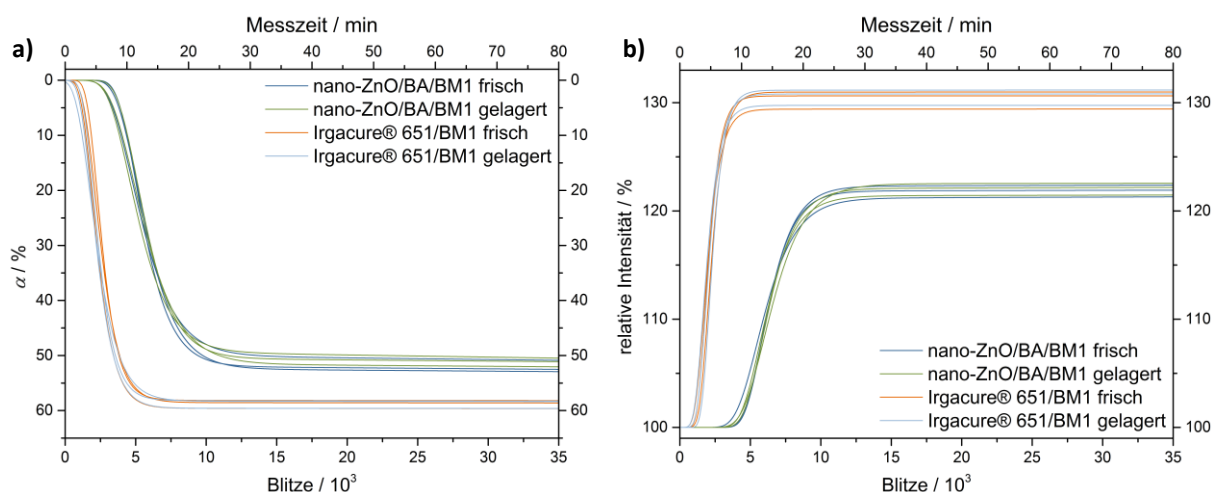 a)
Messzeit / min
0 10 20 30 40 50 60 70 80
0 0
10 10
20 20
30 30
40 40
50 50
60 60
α / %
nano-ZnO/BA/BM1 frisch
nano-ZnO/BA/BM1 gelagert
Irgacure® 651/BM1 frisch
Irgacure® 651/BM1 gelagert
0 5 10 15 20 25 30 35
Blitze / 10³
b)
Messzeit / min
0 10 20 30 40 50 60 70 80
130 130
120 120
110 110
100 100
relative Intensität / %
nano-ZnO/BA/BM1 frisch
nano-ZnO/BA/BM1 gelagert
Irgacure® 651/BM1 frisch
Irgacure® 651/BM1 gelagert
0 5 10 15 20 25 30 35
Blitze / 10³